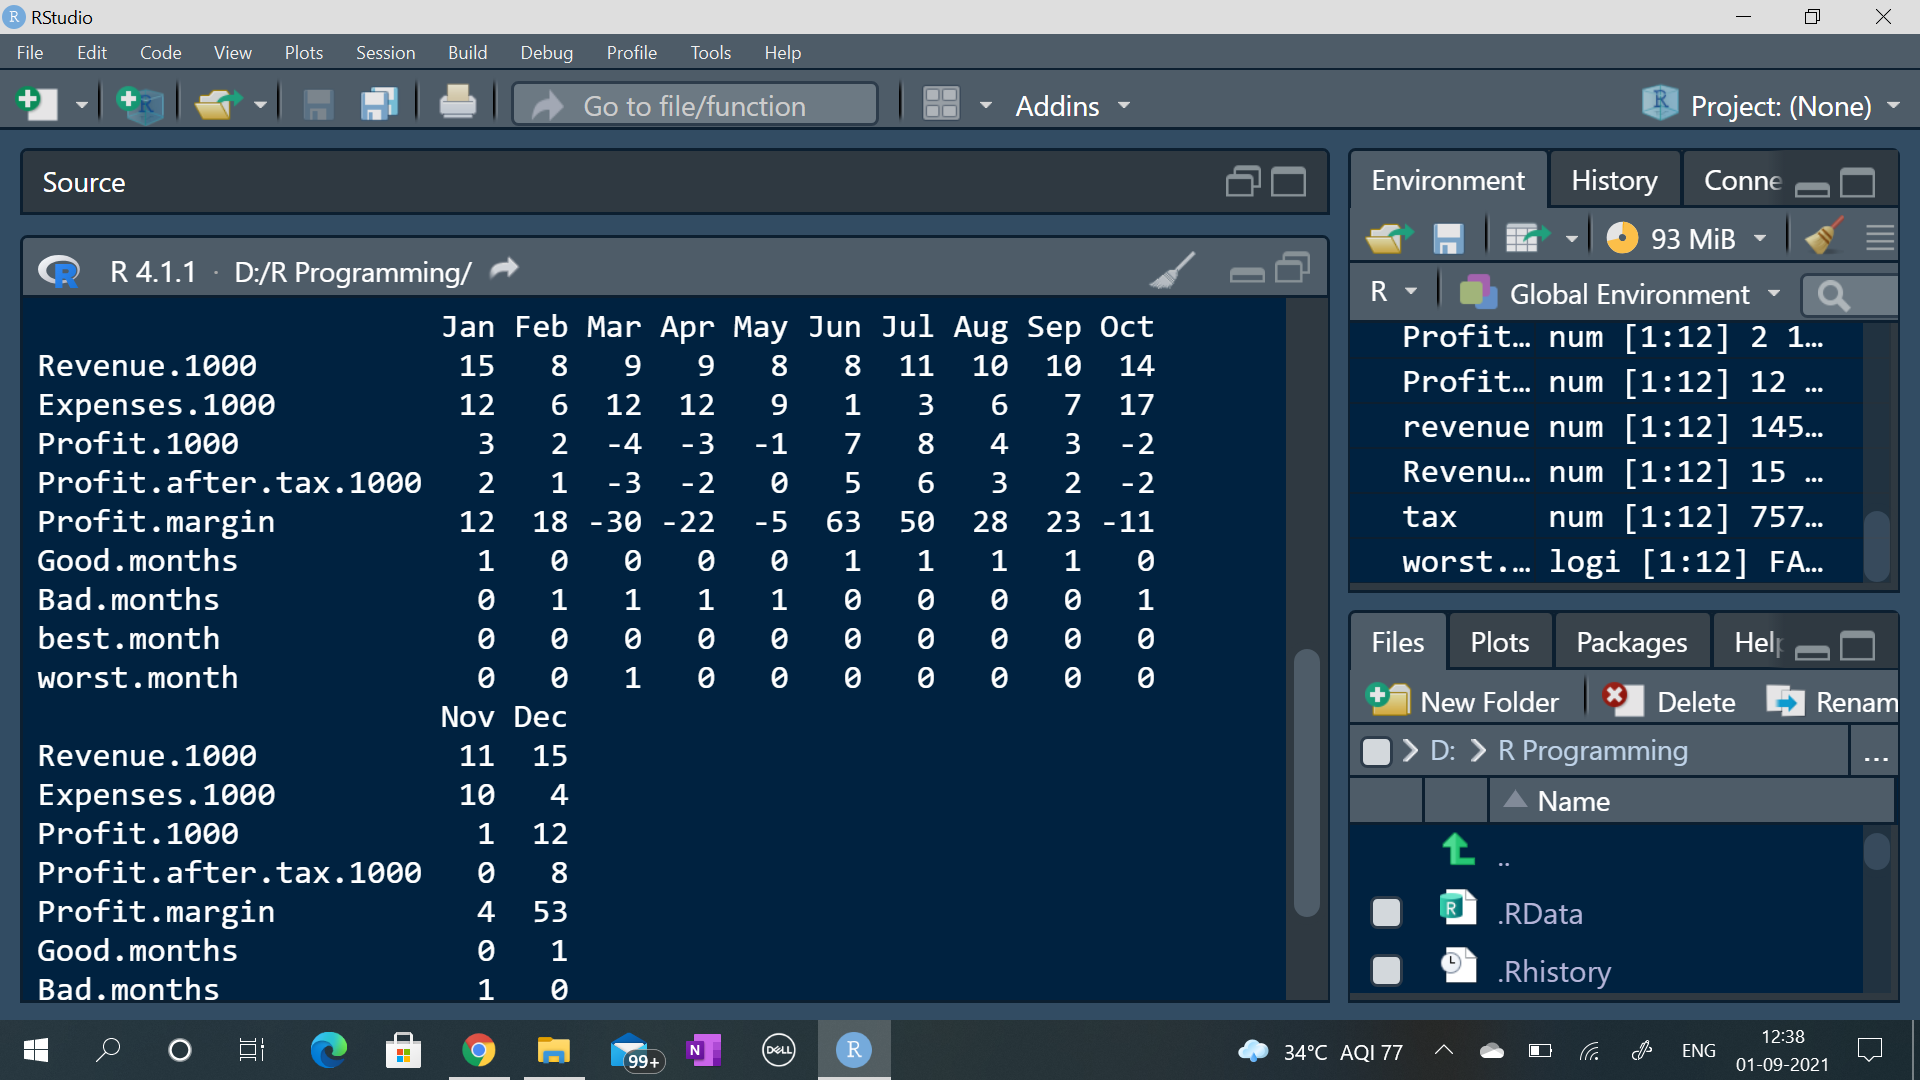 RStudio
File Edit Code View Plots Session Build Debug Profile Tools Help
Go to file/function Addins Project: (None)
Source
R 4.1.1 · D:/R Programming/
Jan Feb Mar Apr May Jun Jul Aug Sep Oct
Revenue.1000 15 8 9 9 8 8 11 10 10 14
Expenses.1000 12 6 12 12 9 1 3 6 7 17
Profit.1000 3 2 -4 -3 -1 7 8 4 3 -2
Profit.after.tax.1000 2 1 -3 -2 0 5 6 3 2 -2
Profit.margin 12 18 -30 -22 -5 63 50 28 23 -11
Good.months 1 0 0 0 0 1 1 1 1 0
Bad.months 0 1 1 1 1 0 0 0 0 1
best.month 0 0 0 0 0 0 0 0 0 0
worst.month 0 0 1 0 0 0 0 0 0 0
Nov Dec
Revenue.1000 11 15
Expenses.1000 10 4
Profit.1000 1 12
Profit.after.tax.1000 0 8
Profit.margin 4 53
Good.months 0 1
Bad.months 1 0
Environment History Conne
93 MiB
R Global Environment
Profit… num [1:12] 2 1…
Profit… num [1:12] 12 …
revenue num [1:12] 145…
Revenu… num [1:12] 15 …
tax num [1:12] 757…
worst.… logi [1:12] FA…
Files Plots Packages Help
New Folder Delete Renam
D: R Programming ...
Name
..
.RData
.Rhistory
99+ N DELL R 34°C AQI 77 ENG 12:38
01-09-2021